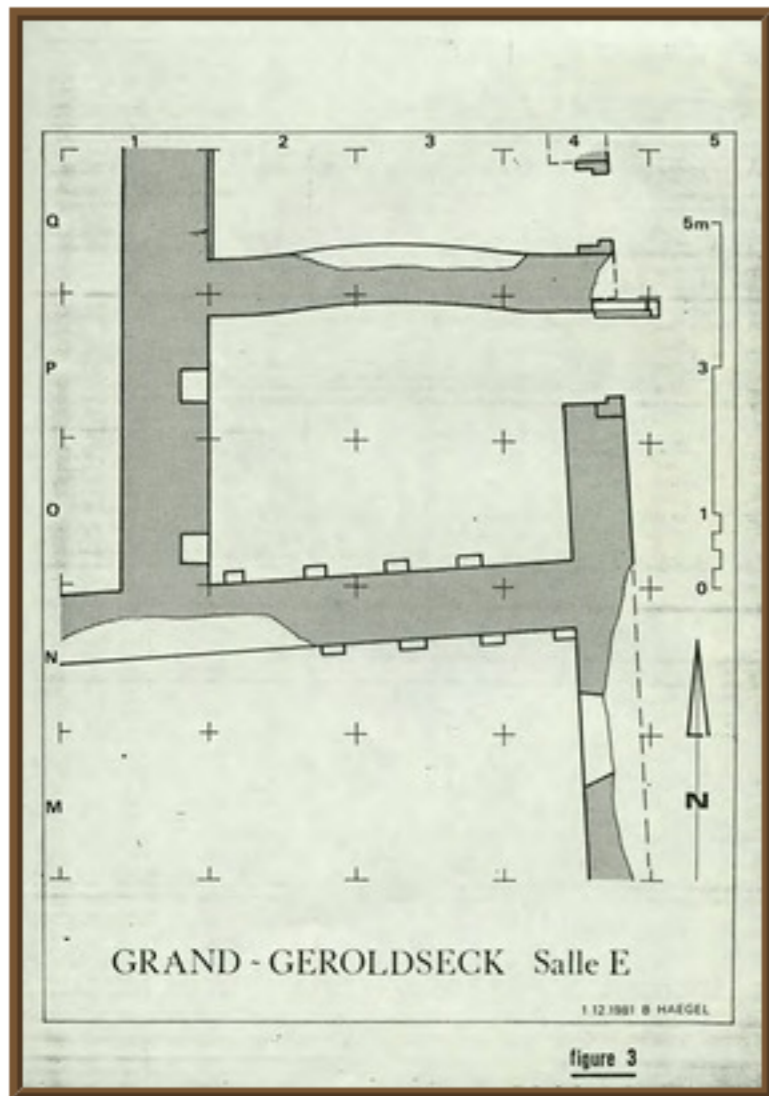 1 2 3 4 5
Q
5m
P
3
O
1
0
N
N
M
GRAND - GEROLDSECK Salle E
1.12.1981 B HAEGEL
figure 3